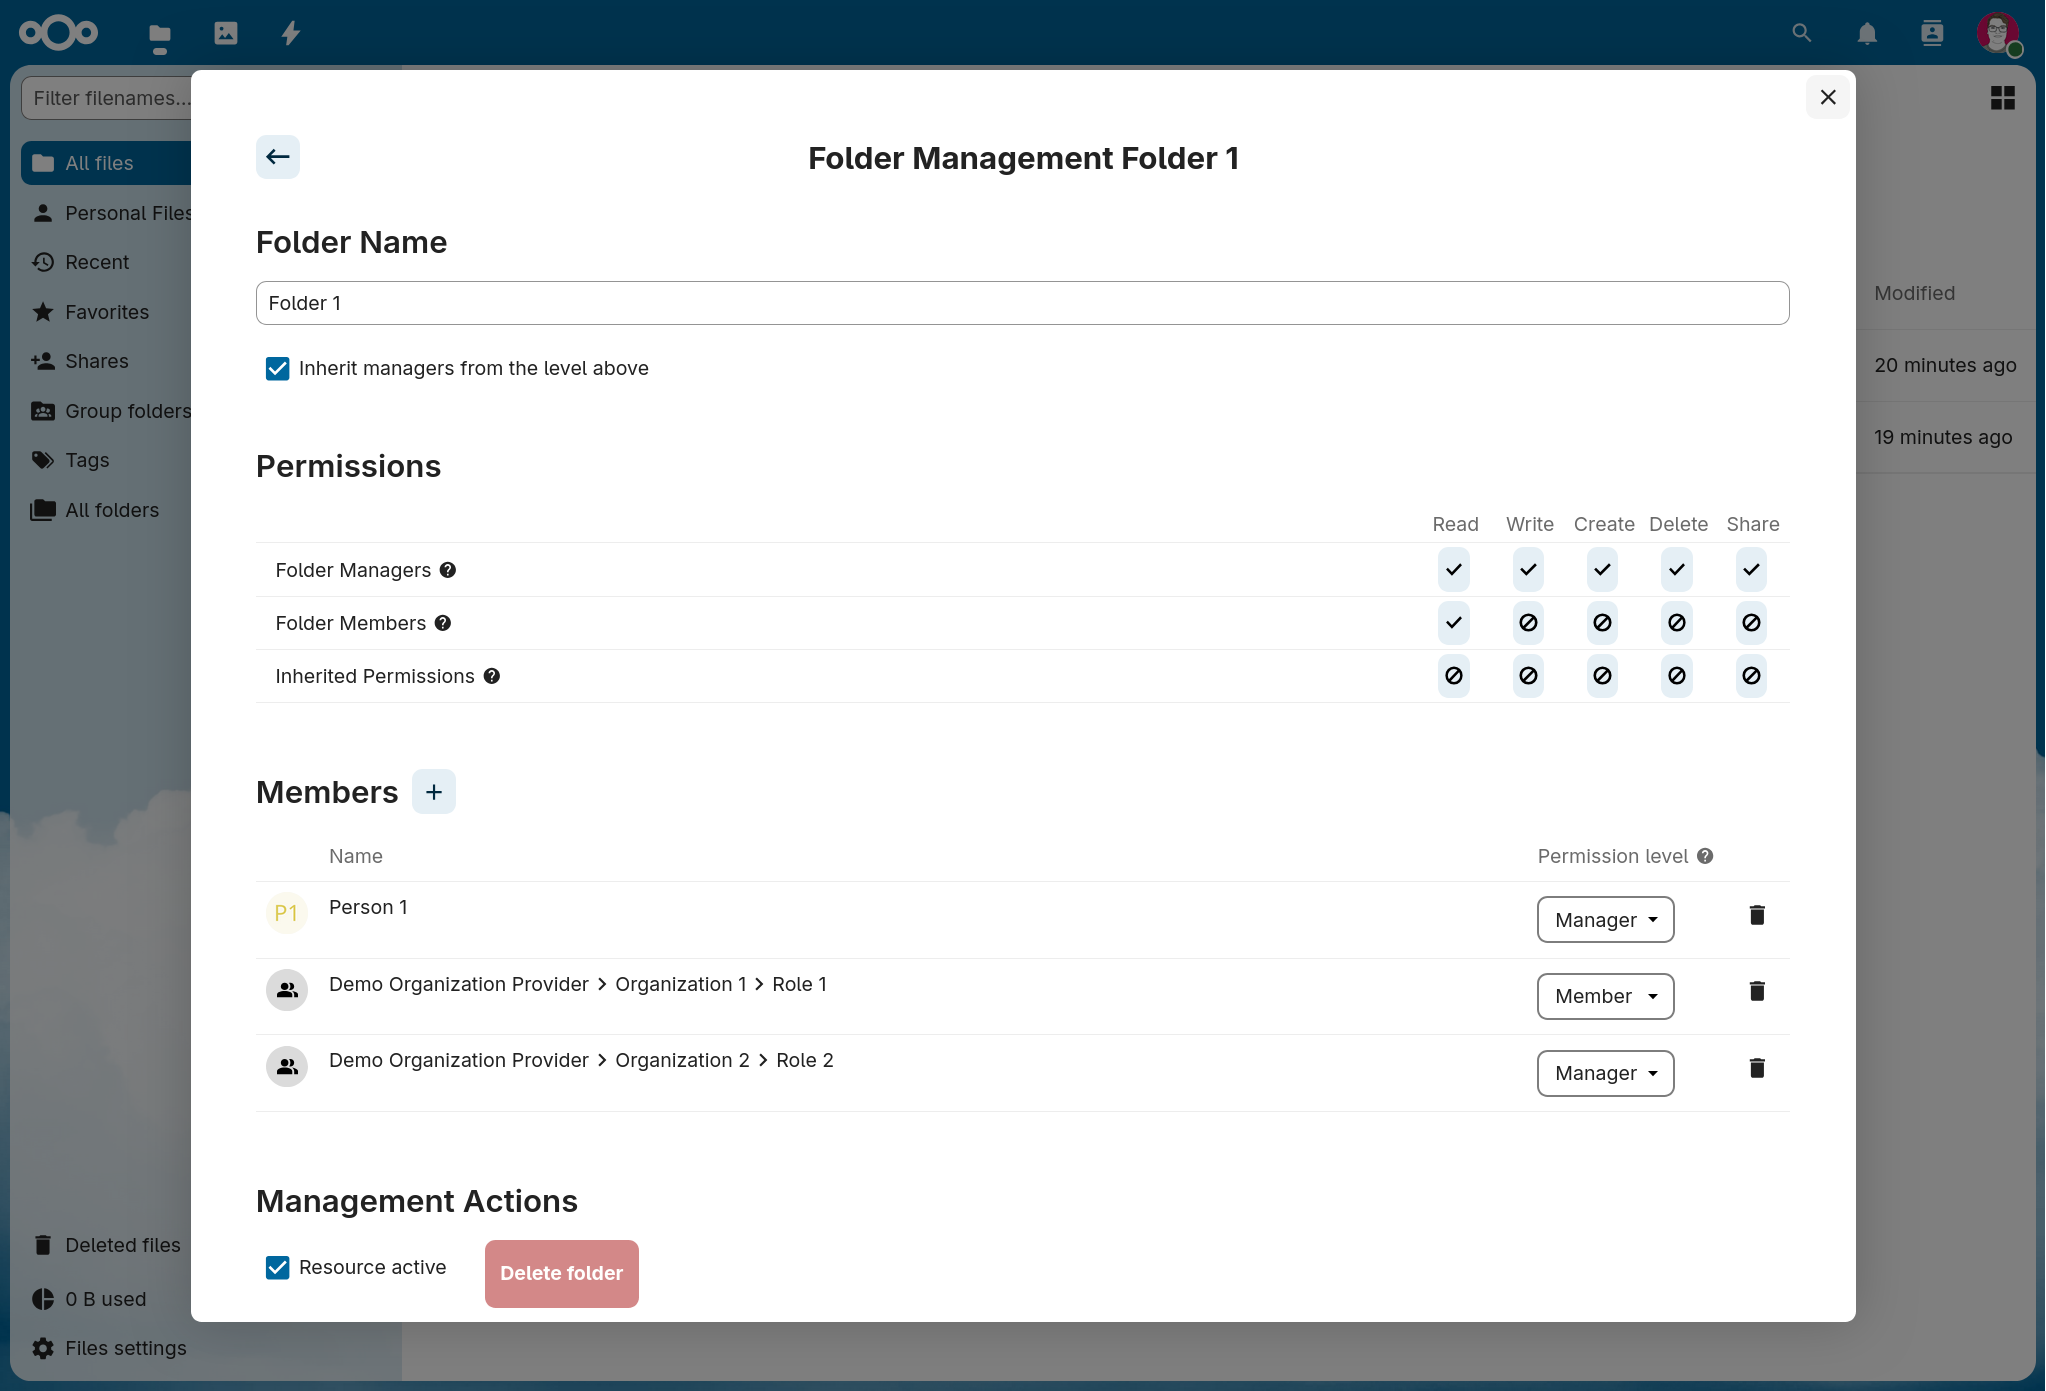 Filter filenames...
All files
Personal Files
Recent
Favorites
Shares
Group folders
Tags
All folders
Deleted files
0 B used
Files settings
Folder Management Folder 1
Folder Name
Folder 1
Inherit managers from the level above
Permissions
Read Write Create Delete Share
Folder Managers
Folder Members
Inherited Permissions
Members
Name Permission level
P1 Person 1 Manager
Demo Organization Provider > Organization 1 > Role 1 Member
Demo Organization Provider > Organization 2 > Role 2 Manager
Management Actions
Resource active Delete folder
Modified
20 minutes ago
19 minutes ago